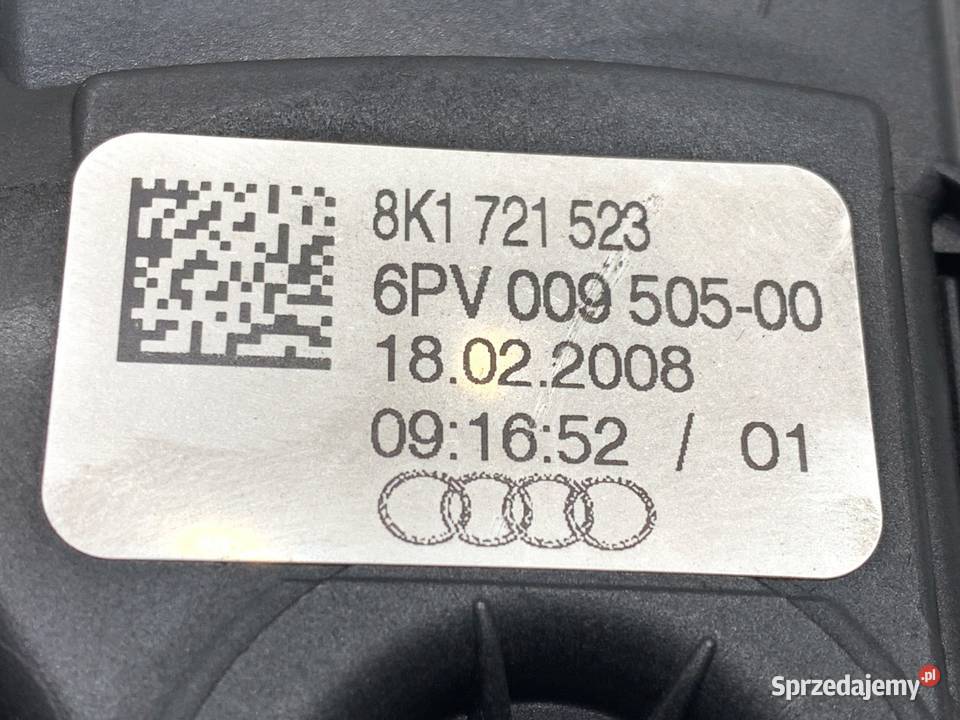 8K1 721 523
6PV 009 505-00
18.02.2008
09:16:52 / 01
Sprzedajemy.pl